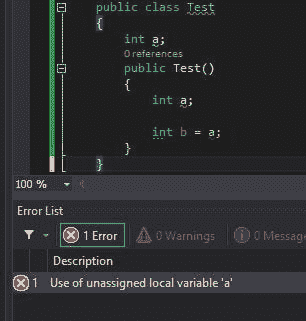 public class Test
{
int a;
0 references
public Test()
{
int a;
int b = a;
}
}
100 %
Error List
1 Error
0 Warnings
0 Message
Description
1 Use of unassigned local variable 'a'